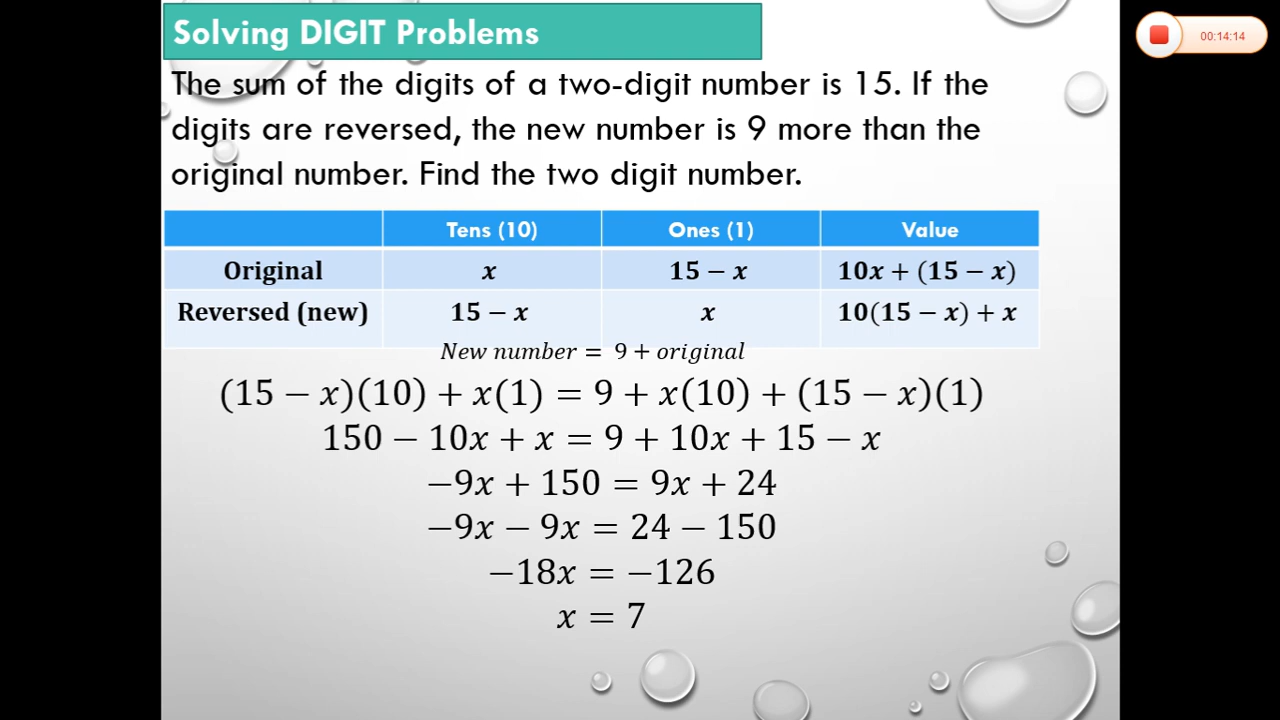 Solving DIGIT Problems
00:14:14
The sum of the digits of a two-digit number is 15. If the
digits are reversed, the new number is 9 more than the
original number. Find the two digit number.
Tens (10) Ones (1) Value
Original x 15 − x 10x + (15 − x)
Reversed (new) 15 − x x 10(15 − x) + x
New number = 9 + original
(15 − x)(10) + x(1) = 9 + x(10) + (15 − x)(1)
150 − 10x + x = 9 + 10x + 15 − x
−9x + 150 = 9x + 24
−9x − 9x = 24 − 150
−18x = −126
x = 7